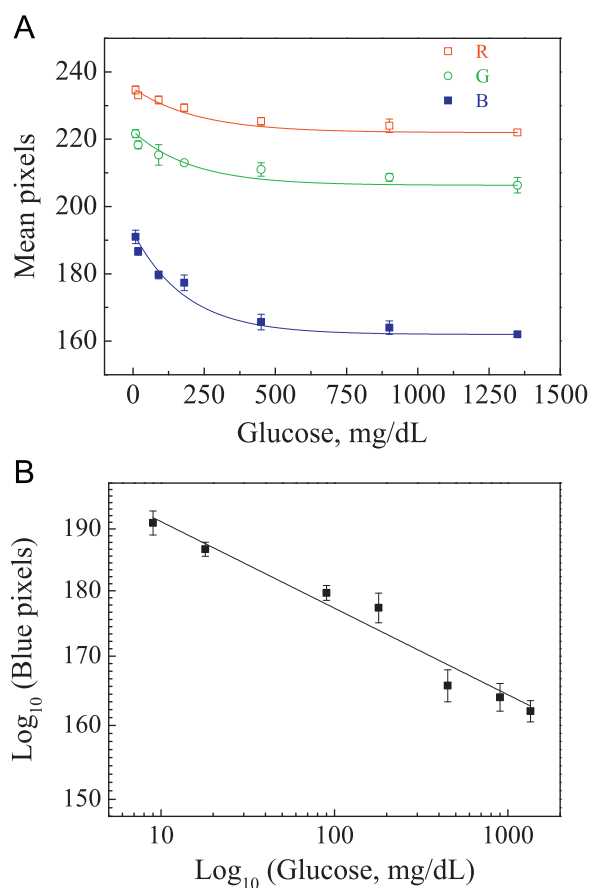 A
R
G
B
240
220
200
180
160
Mean pixels
0 250 500 750 1000 1250 1500
Glucose, mg/dL
B
190
180
170
160
150
Log10 (Blue pixels)
10 100 1000
Log10 (Glucose, mg/dL)